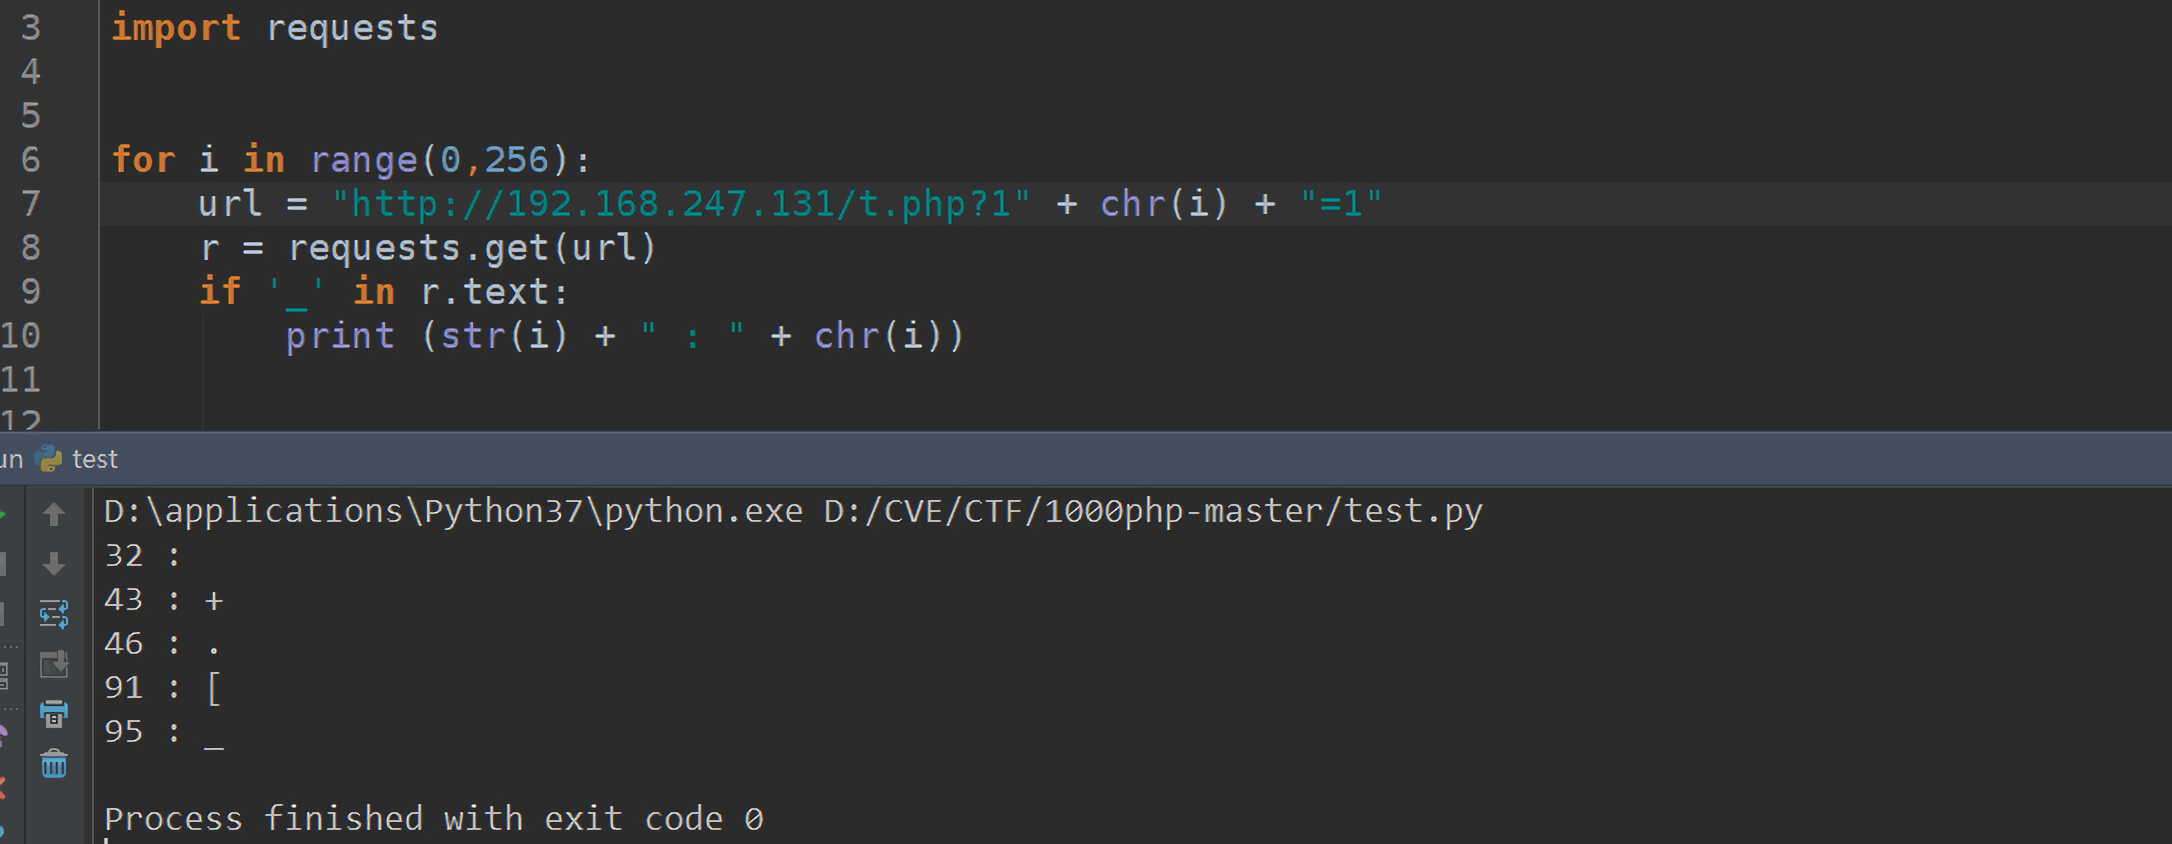 3 import requests
4
5
6 for i in range(0,256):
7 url = "http://192.168.247.131/t.php?1" + chr(i) + "=1"
8 r = requests.get(url)
9 if '_' in r.text:
10 print (str(i) + " : " + chr(i))
11
12
un test
D:\applications\Python37\python.exe D:/CVE/CTF/1000php-master/test.py
32 :
43 : +
46 : .
91 : [
95 : _
Process finished with exit code 0